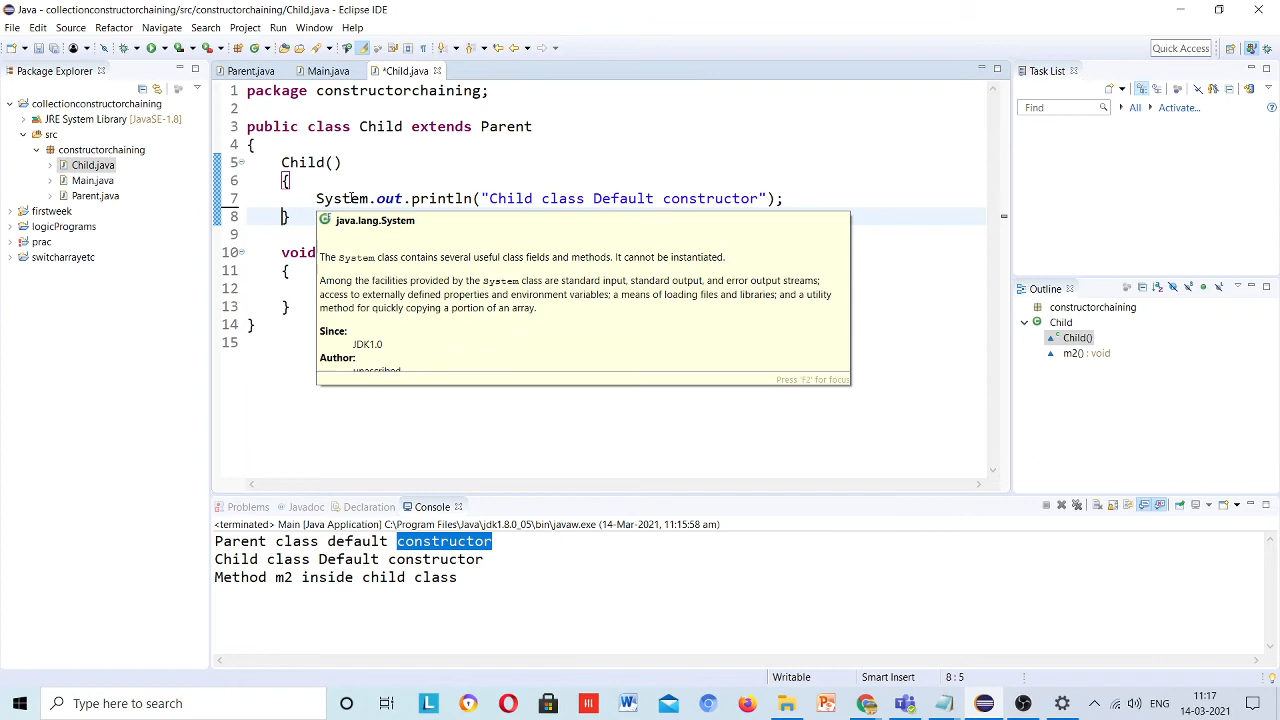 Java - collectionconstructorchaining/src/constructorchaining/Child.java - Eclipse IDE
File Edit Source Refactor Navigate Search Project Run Window Help
Quick Access
Package Explorer
collectionconstructorchaining
JRE System Library [JavaSE-1.8]
src
constructorchaining
Child.java
Main.java
Parent.java
firstweek
logicPrograms
prac
switcharrayetc
Parent.java Main.java *Child.java
1 package constructorchaining;
2
3 public class Child extends Parent
4 {
5 Child()
6 {
7 System.out.println("Child class Default constructor");
8 }
9
10 void
11 {
12
13 }
14 }
15
java.lang.System
The System class contains several useful class fields and methods. It cannot be instantiated.
Among the facilities provided by the System class are standard input, standard output, and error output streams;
access to externally defined properties and environment variables; a means of loading files and libraries; and a utility
method for quickly copying a portion of an array.
Since:
JDK1.0
Author:
unascribed
Press 'F2' for focus
Task List
Find All Activate...
Outline
constructorchaining
Child
Child()
m2() : void
Problems Javadoc Declaration Console
<terminated> Main [Java Application] C:\Program Files\Java\jdk1.8.0_05\bin\javaw.exe (14-Mar-2021, 11:15:58 am)
Parent class default constructor
Child class Default constructor
Method m2 inside child class
Writable Smart Insert 8 : 5
Type here to search
ENG
11:17
14-03-2021